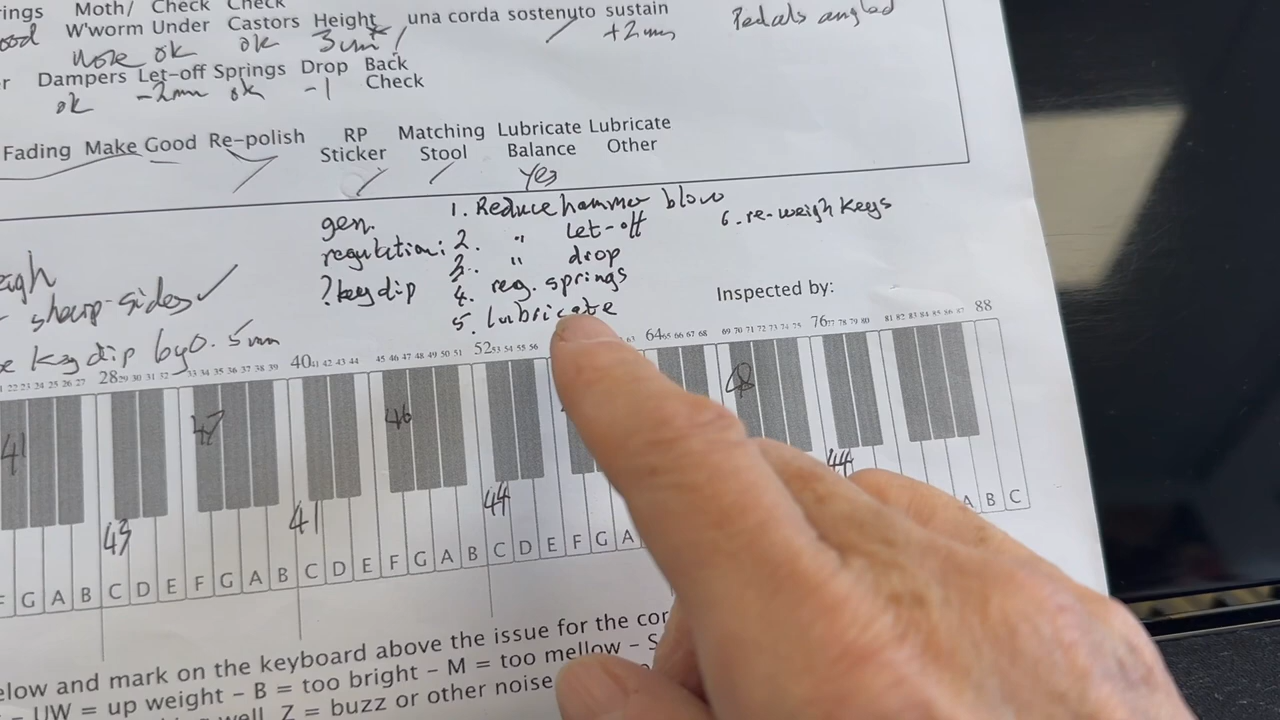 Moth/ Check Check
W'worm Under Castors Height una corda sostenuto sustain
None ok ok 3cm* / +2mm Pedals angled
Dampers Let-off Springs Drop Back Check
ok -2mm ok -1
Fading Make Good Re-polish RP Sticker Matching Stool Lubricate Balance Lubricate Other
Yes
gen. regulation: ? key dip
1. Reduce hammer blow
2. " let-off
3. " drop
4. reg. springs
5. lubricate
6. re-weigh keys
sharp-sides ✓
key dip by 0.5mm
Inspected by:
22 23 24 25 26 27 28 29 30 31 32 33 34 35 36 37 38 39 40 41 42 43 44 45 46 47 48 49 50 51 52 53 54 55 56 63 64 65 66 67 68 69 70 71 72 73 74 75 76 77 78 79 80 81 82 83 84 85 86 87 88
41 47 46
43 41 44 44
G A B C D E F G A B C D E F G A B C D E F G A A B C
below and mark on the keyboard above the issue for the
UW = up weight – B = too bright – M = too mellow –
Z = buzz or other noise